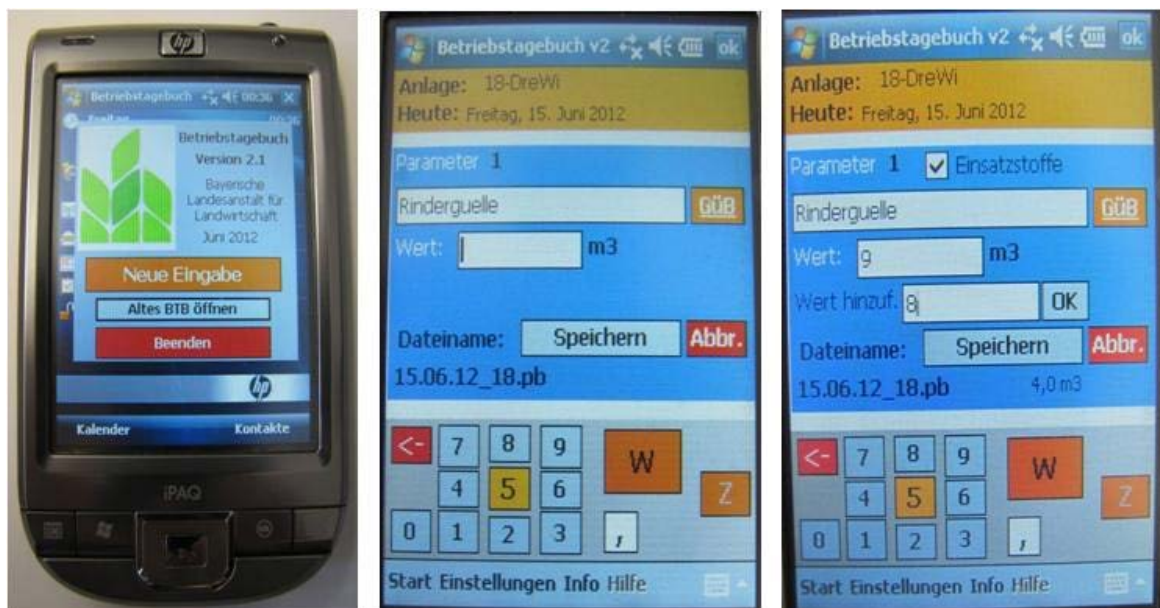 hp
Betriebstagebuch 00:36 X
Freitag
Betriebstagebuch
Version 2.1
Bayerische
Landesanstalt für
Landwirtschaft
Juni 2012
Neue Eingabe
Altes BTB öffnen
Beenden
hp
Kalender Kontakte
iPAQ
Betriebstagebuch v2 ok
Anlage: 18-DreWi
Heute: Freitag, 15. Juni 2012
Parameter 1
Rinderguelle GüB
Wert: m3
Dateiname: Speichern Abbr.
15.06.12_18.pb
<- 7 8 9 W
4 5 6 Z
0 1 2 3 ,
Start Einstellungen Info Hilfe
Betriebstagebuch v2 ok
Anlage: 18-DreWi
Heute: Freitag, 15. Juni 2012
Parameter 1 Einsatzstoffe
Rinderguelle GüB
Wert: 9 m3
Wert hinzuf. 8 OK
Dateiname: Speichern Abbr.
15.06.12_18.pb 4,0 m3
<- 7 8 9 W
4 5 6 Z
0 1 2 3 ,
Start Einstellungen Info Hilfe